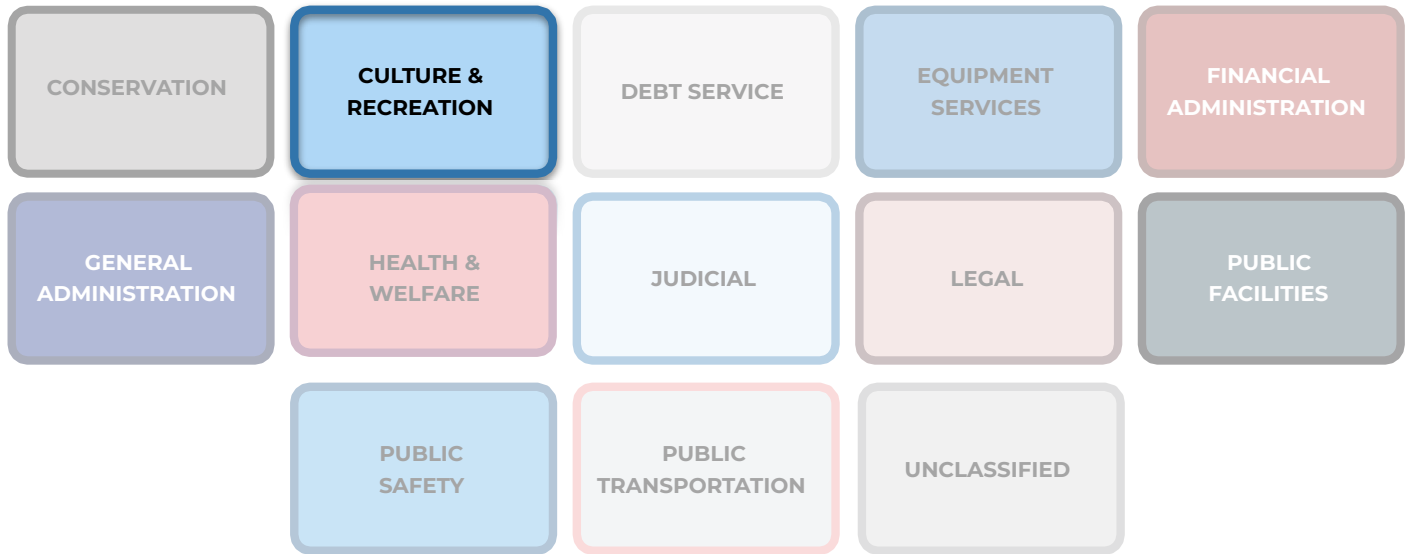 CONSERVATION
CULTURE &
RECREATION
DEBT SERVICE
EQUIPMENT
SERVICES
FINANCIAL
ADMINISTRATION
GENERAL
ADMINISTRATION
HEALTH &
WELFARE
JUDICIAL
LEGAL
PUBLIC
FACILITIES
PUBLIC
SAFETY
PUBLIC
TRANSPORTATION
UNCLASSIFIED